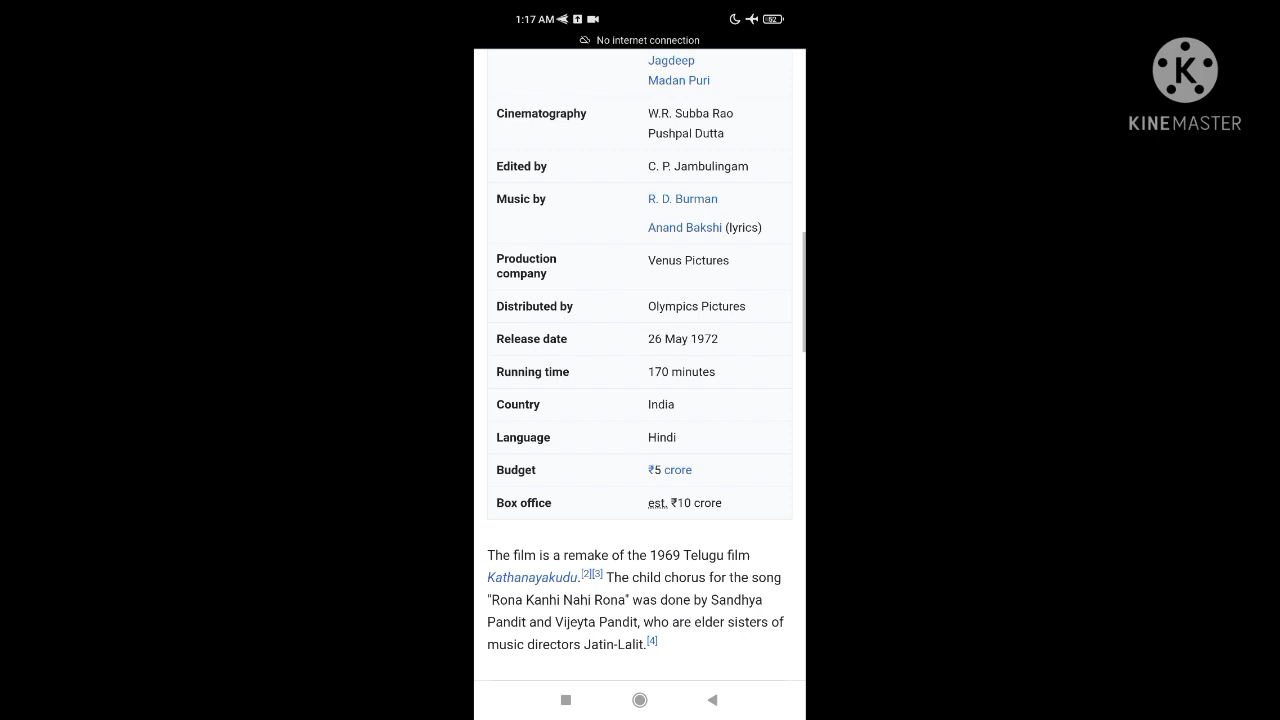 1:17 AM
52
No internet connection
K
KINEMASTER
Jagdeep
Madan Puri
Cinematography W.R. Subba Rao
Pushpal Dutta
Edited by C. P. Jambulingam
Music by R. D. Burman
Anand Bakshi (lyrics)
Production
company Venus Pictures
Distributed by Olympics Pictures
Release date 26 May 1972
Running time 170 minutes
Country India
Language Hindi
Budget ₹5 crore
Box office est. ₹10 crore
The film is a remake of the 1969 Telugu film
Kathanayakudu.[2][3] The child chorus for the song
"Rona Kanhi Nahi Rona" was done by Sandhya
Pandit and Vijeyta Pandit, who are elder sisters of
music directors Jatin-Lalit.[4]